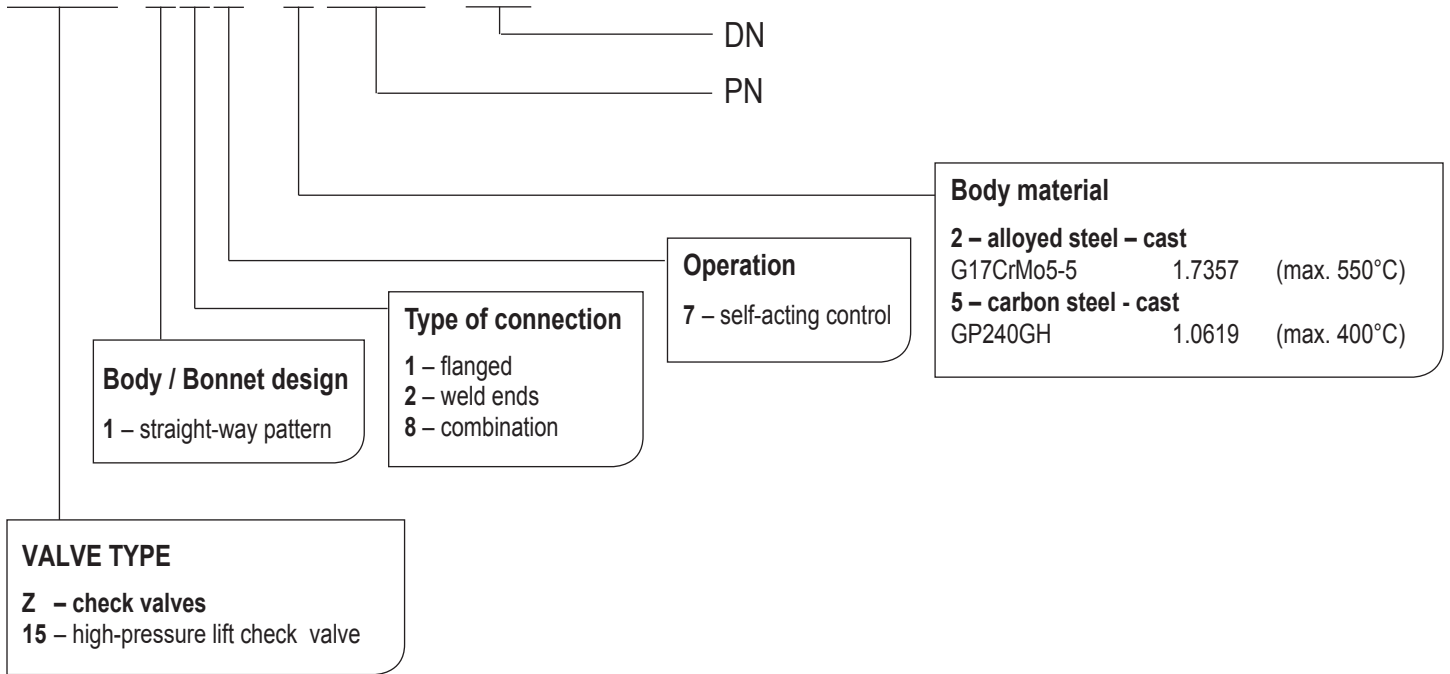 DN
PN
Body material
2 – alloyed steel – cast
G17CrMo5-5 1.7357 (max. 550°C)
5 – carbon steel - cast
GP240GH 1.0619 (max. 400°C)
Operation
7 – self-acting control
Type of connection
1 – flanged
2 – weld ends
8 – combination
Body / Bonnet design
1 – straight-way pattern
VALVE TYPE
Z – check valves
15 – high-pressure lift check valve